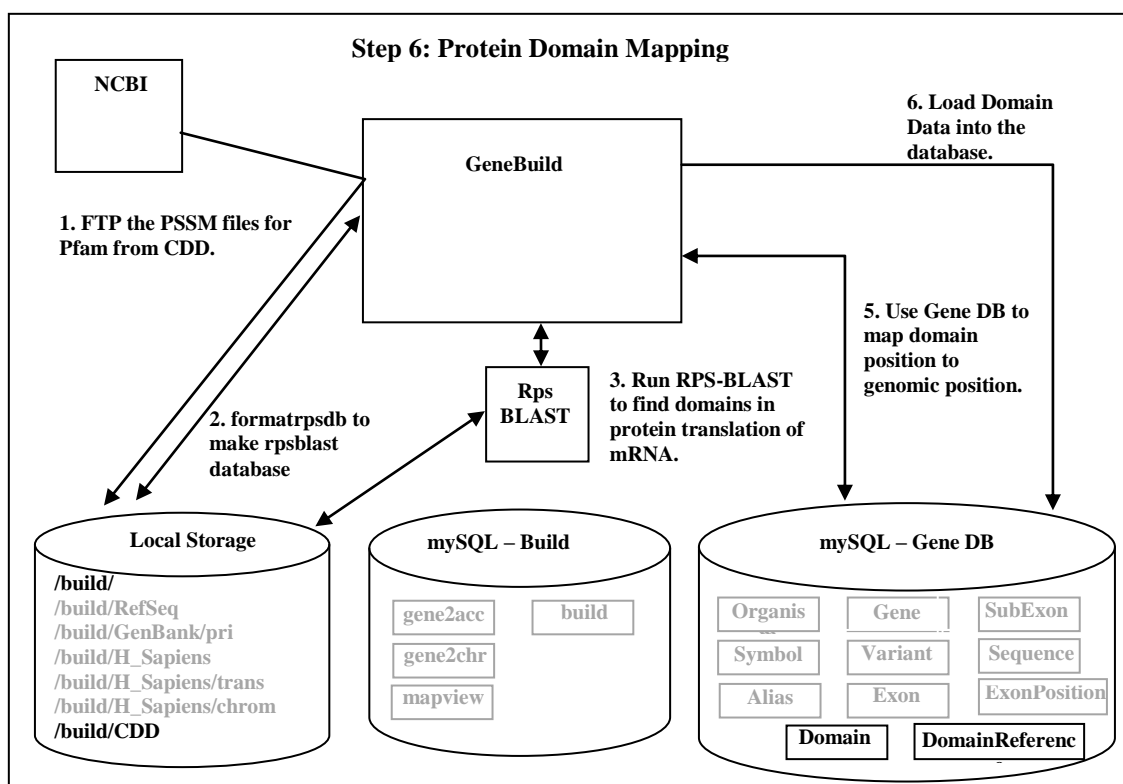 Step 6: Protein Domain Mapping
NCBI
GeneBuild
6. Load Domain
Data into the
database.
1. FTP the PSSM files for
Pfam from CDD.
5. Use Gene DB to
map domain
position to
genomic position.
Rps
BLAST
3. Run RPS-BLAST
to find domains in
protein translation of
mRNA.
2. formatrpsdb to
make rpsblast
database
Local Storage
/build/
/build/RefSeq
/build/GenBank/pri
/build/H_Sapiens
/build/H_Sapiens/trans
/build/H_Sapiens/chrom
/build/CDD
mySQL – Build
gene2acc
build
gene2chr
mapview
mySQL – Gene DB
Organis
Gene
SubExon
Symbol
Variant
Sequence
Alias
Exon
ExonPosition
Domain
DomainReferenc